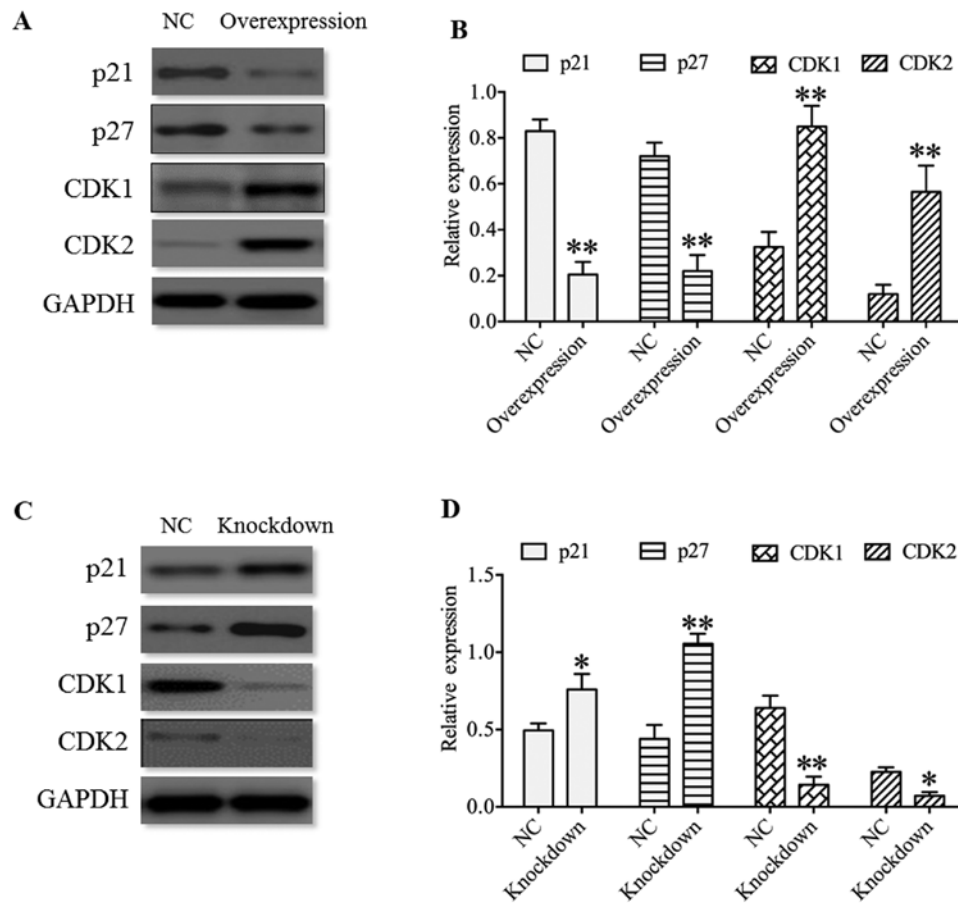 A
NC Overexpression
p21
p27
CDK1
CDK2
GAPDH
B
p21 p27 CDK1 CDK2
Relative expression
1.0
0.8
0.6
0.4
0.2
0.0
** ** ** **
NC Overexpression NC Overexpression NC Overexpression NC Overexpression
C
NC Knockdown
p21
p27
CDK1
CDK2
GAPDH
D
p21 p27 CDK1 CDK2
Relative expression
1.5
1.0
0.5
0.0
* ** ** *
NC Knockdown NC Knockdown NC Knockdown NC Knockdown